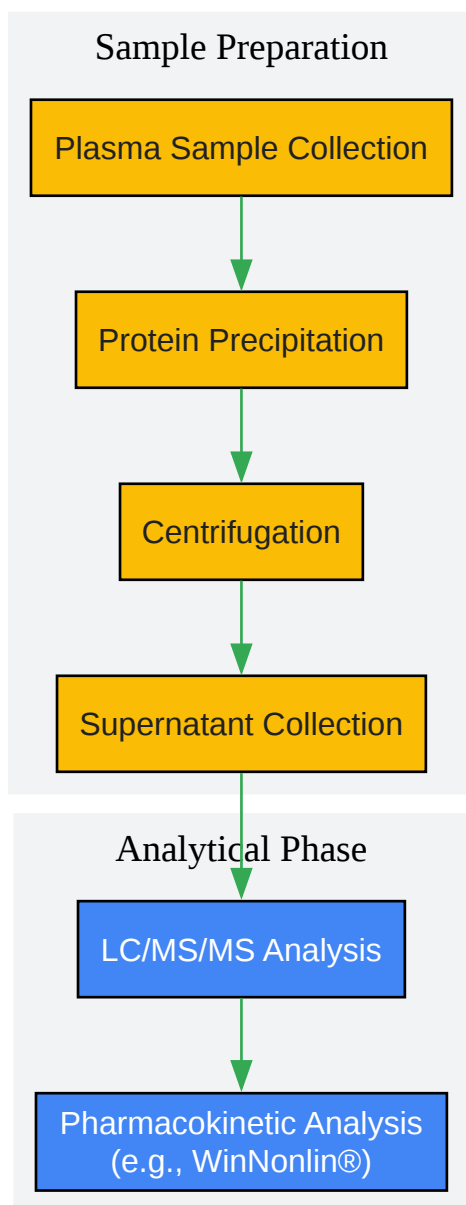 Sample Preparation
Plasma Sample Collection
Protein Precipitation
Centrifugation
Supernatant Collection
Analytical Phase
LC/MS/MS Analysis
Pharmacokinetic Analysis
(e.g., WinNonlin®)